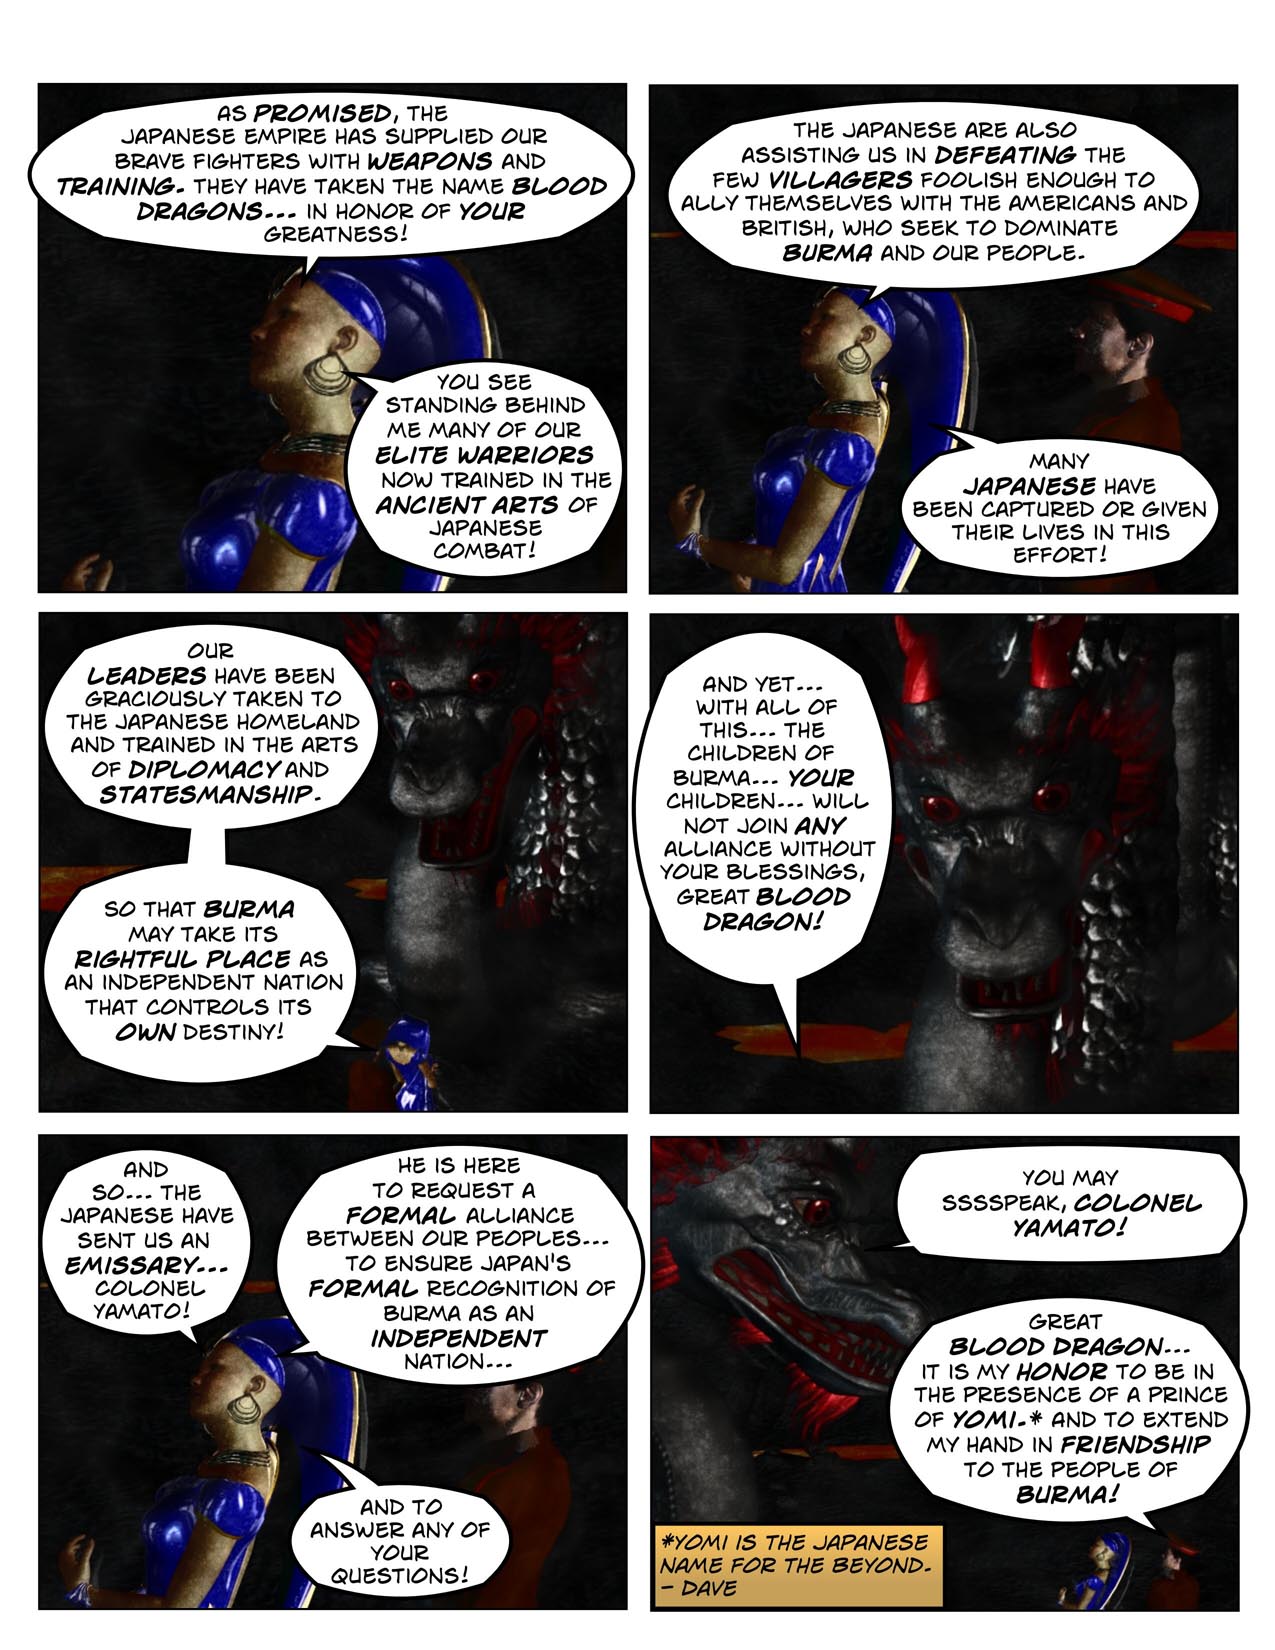 AS PROMISED, THE
JAPANESE EMPIRE HAS SUPPLIED OUR
BRAVE FIGHTERS WITH WEAPONS AND
TRAINING. THEY HAVE TAKEN THE NAME BLOOD
DRAGONS... IN HONOR OF YOUR
GREATNESS!
YOU SEE
STANDING BEHIND
ME MANY OF OUR
ELITE WARRIORS
NOW TRAINED IN THE
ANCIENT ARTS OF
JAPANESE
COMBAT!
THE JAPANESE ARE ALSO
ASSISTING US IN DEFEATING THE
FEW VILLAGERS FOOLISH ENOUGH TO
ALLY THEMSELVES WITH THE AMERICANS AND
BRITISH, WHO SEEK TO DOMINATE
BURMA AND OUR PEOPLE.
MANY
JAPANESE HAVE
BEEN CAPTURED OR GIVEN
THEIR LIVES IN THIS
EFFORT!
OUR
LEADERS HAVE BEEN
GRACIOUSLY TAKEN TO
THE JAPANESE HOMELAND
AND TRAINED IN THE ARTS
OF DIPLOMACY AND
STATESMANSHIP.
SO THAT BURMA
MAY TAKE ITS
RIGHTFUL PLACE AS
AN INDEPENDENT NATION
THAT CONTROLS ITS
OWN DESTINY!
AND YET...
WITH ALL OF
THIS... THE
CHILDREN OF
BURMA... YOUR
CHILDREN... WILL
NOT JOIN ANY
ALLIANCE WITHOUT
YOUR BLESSINGS,
GREAT BLOOD
DRAGON!
AND
SO... THE
JAPANESE HAVE
SENT US AN
EMISSARY...
COLONEL
YAMATO!
HE IS HERE
TO REQUEST A
FORMAL ALLIANCE
BETWEEN OUR PEOPLES...
TO ENSURE JAPAN'S
FORMAL RECOGNITION OF
BURMA AS AN
INDEPENDENT
NATION...
AND TO
ANSWER ANY OF
YOUR
QUESTIONS!
YOU MAY
SSSSPEAK, COLONEL
YAMATO!
GREAT
BLOOD DRAGON...
IT IS MY HONOR TO BE IN
THE PRESENCE OF A PRINCE
OF YOMI.* AND TO EXTEND
MY HAND IN FRIENDSHIP
TO THE PEOPLE OF
BURMA!
*YOMI IS THE JAPANESE
NAME FOR THE BEYOND.
- DAVE